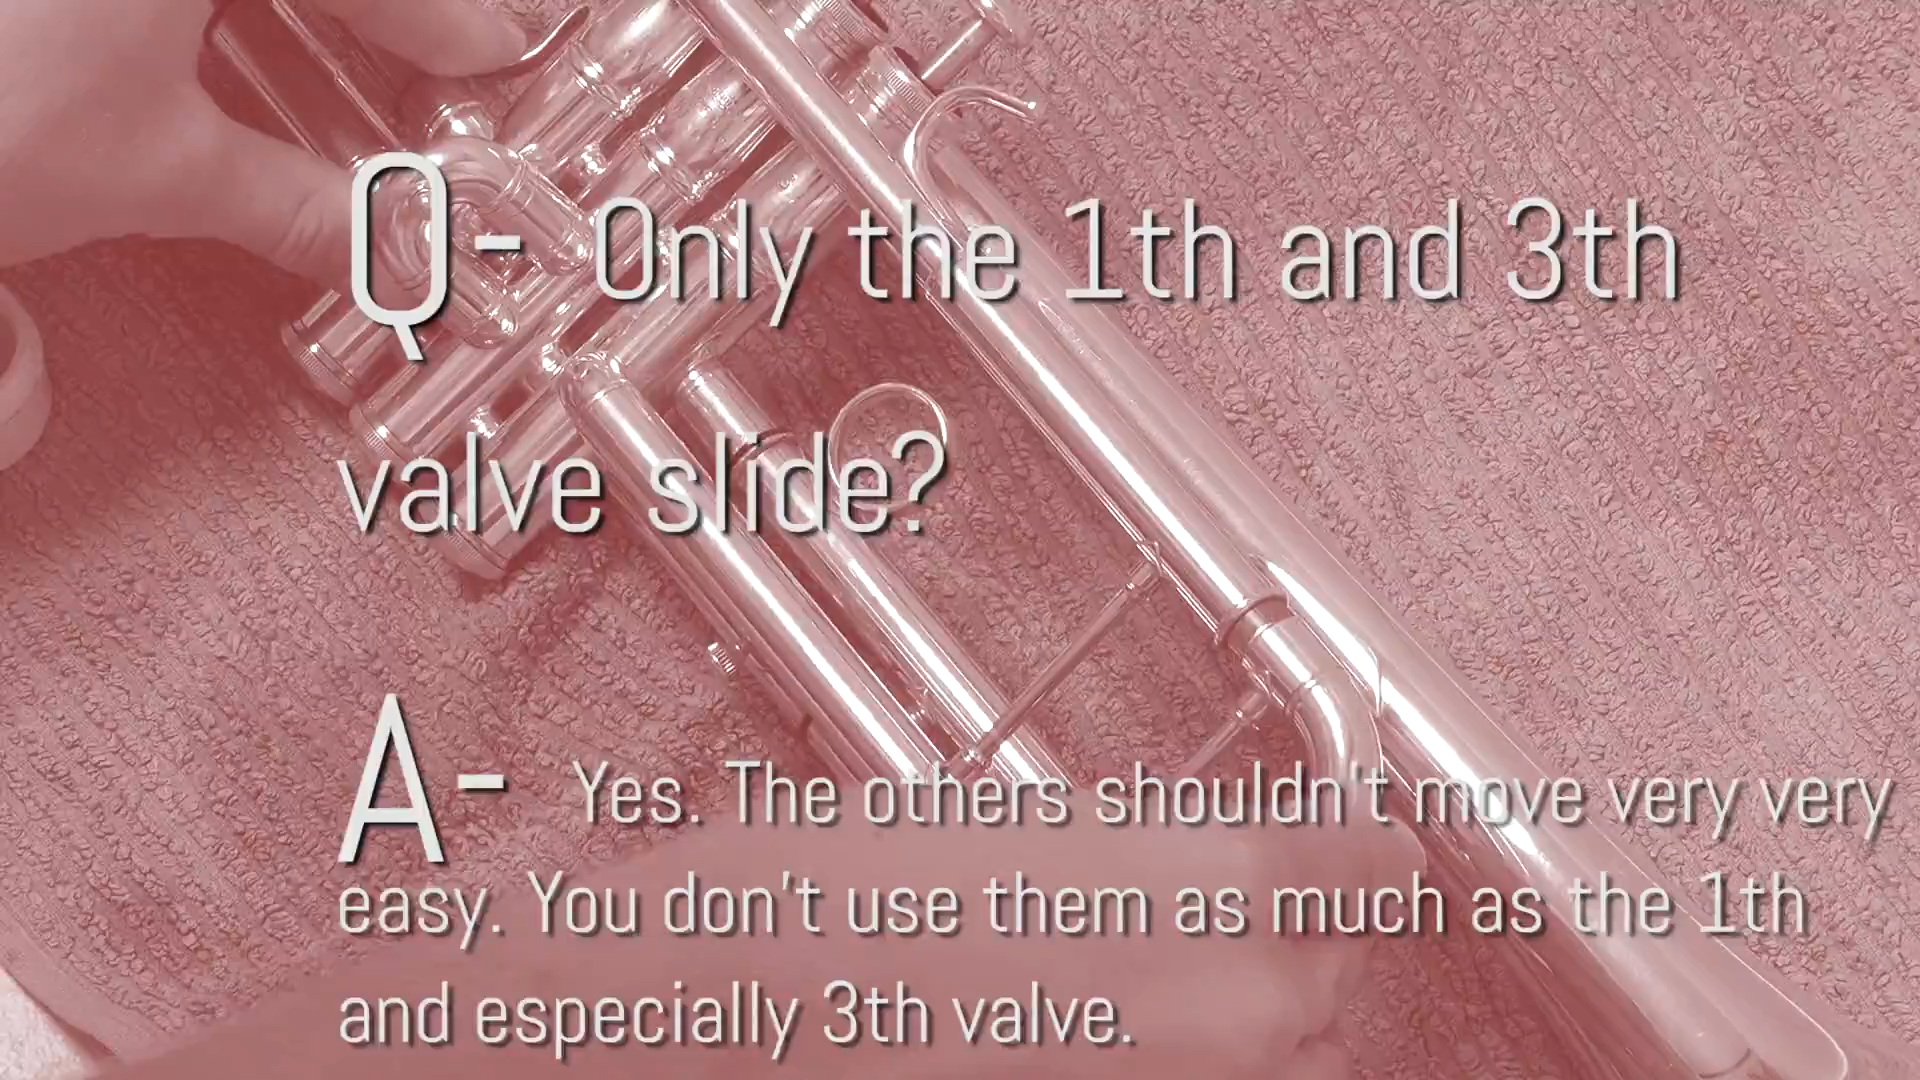 Q- Only the 1th and 3th
valve slide?
A- Yes. The others shouldn't move very very
easy. You don't use them as much as the 1th
and especially 3th valve.